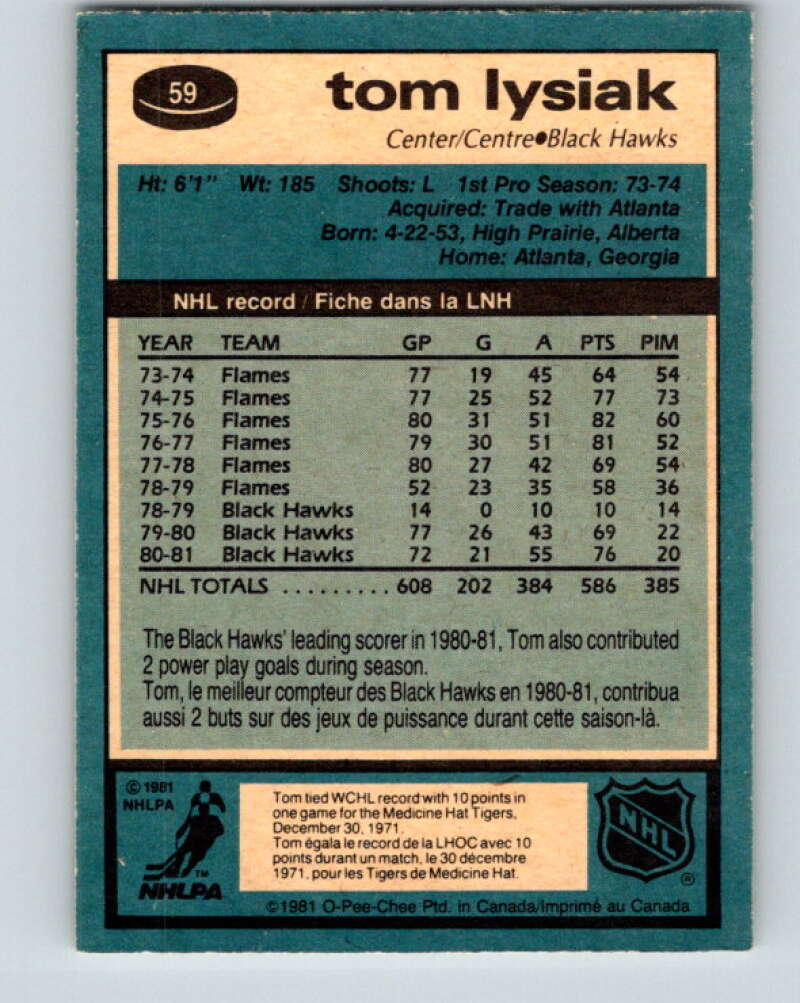 59
tom lysiak
Center/Centre●Black Hawks
Ht: 6'1" Wt: 185 Shoots: L 1st Pro Season: 73-74
Acquired: Trade with Atlanta
Born: 4-22-53, High Prairie, Alberta
Home: Atlanta, Georgia
NHL record / Fiche dans la LNH
YEAR TEAM GP G A PTS PIM
73-74 Flames 77 19 45 64 54
74-75 Flames 77 25 52 77 73
75-76 Flames 80 31 51 82 60
76-77 Flames 79 30 51 81 52
77-78 Flames 80 27 42 69 54
78-79 Flames 52 23 35 58 36
78-79 Black Hawks 14 0 10 10 14
79-80 Black Hawks 77 26 43 69 22
80-81 Black Hawks 72 21 55 76 20
NHL TOTALS ......... 608 202 384 586 385
The Black Hawks' leading scorer in 1980-81, Tom also contributed
2 power play goals during season.
Tom, le meilleur compteur des Black Hawks en 1980-81, contribua
aussi 2 buts sur des jeux de puissance durant cette saison-là.
© 1981
NHLPA
TM
NHLPA
Tom tied WCHL record with 10 points in
one game for the Medicine Hat Tigers,
December 30, 1971.
Tom égala le record de la LHOC avec 10
points durant un match, le 30 décembre
1971, pour les Tigers de Medicine Hat.
NHL
®
©1981 O-Pee-Chee Ptd. in Canada/Imprimé au Canada